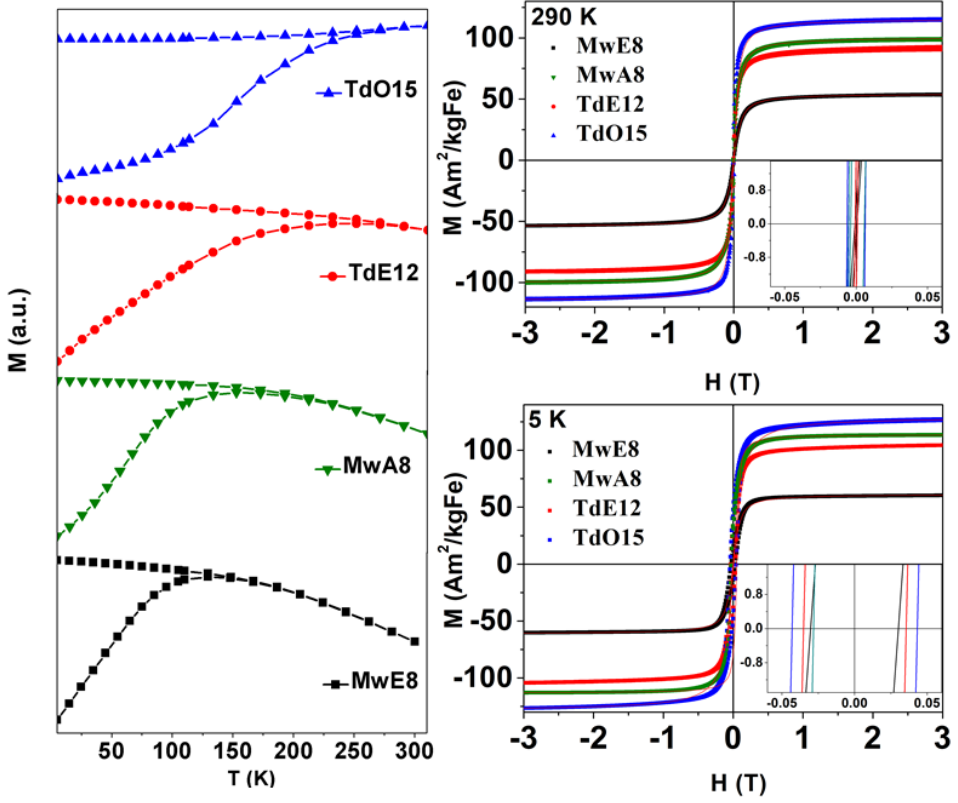 M (a.u.)
TdO15
TdE12
MwA8
MwE8
50 100 150 200 250 300
T (K)
290 K
MwE8
MwA8
TdE12
TdO15
M (Am²/kgFe)
100
50
0
-50
-100
0.8
0.0
-0.8
-0.05 0.00 0.05
-3 -2 -1 0 1 2 3
H (T)
5 K
MwE8
MwA8
TdE12
TdO15
M (Am²/kgFe)
100
50
0
-50
-100
0.8
0.0
-0.8
-0.05 0.00 0.05
-3 -2 -1 0 1 2 3
H (T)